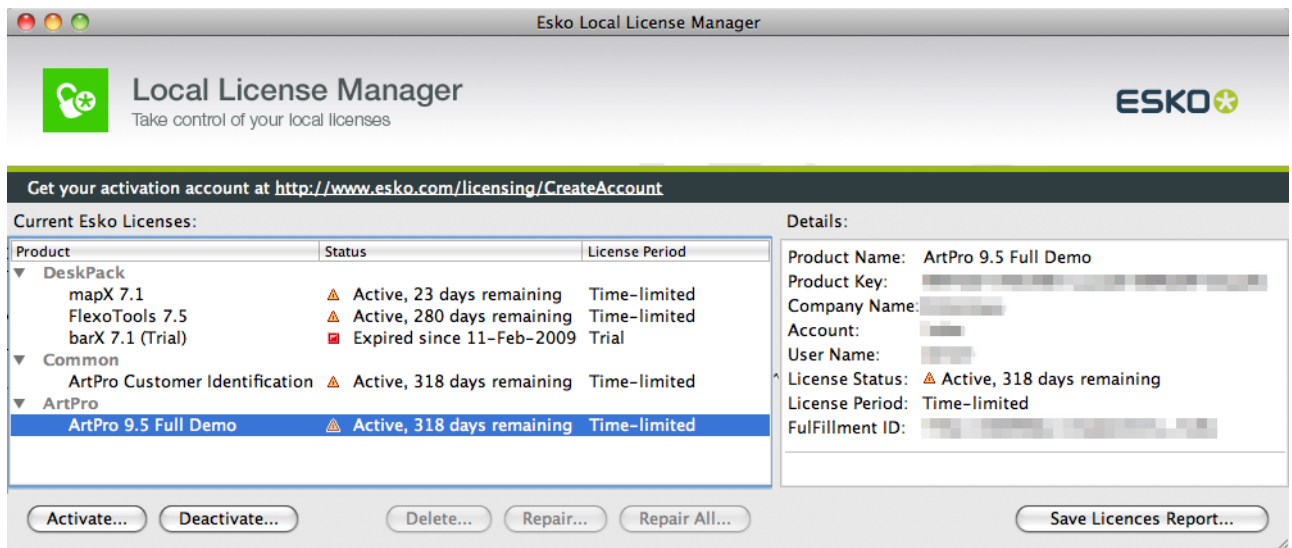 Esko Local License Manager
Local License Manager
Take control of your local licenses
ESKO
Get your activation account at http://www.esko.com/licensing/CreateAccount
Current Esko Licenses:
Product Status License Period
DeskPack
mapX 7.1 Active, 23 days remaining Time-limited
FlexoTools 7.5 Active, 280 days remaining Time-limited
barX 7.1 (Trial) Expired since 11-Feb-2009 Trial
Common
ArtPro Customer Identification Active, 318 days remaining Time-limited
ArtPro
ArtPro 9.5 Full Demo Active, 318 days remaining Time-limited
Details:
Product Name: ArtPro 9.5 Full Demo
Product Key:
Company Name:
Account:
User Name:
License Status: Active, 318 days remaining
License Period: Time-limited
FulFillment ID:
Activate... Deactivate... Delete... Repair... Repair All... Save Licences Report...